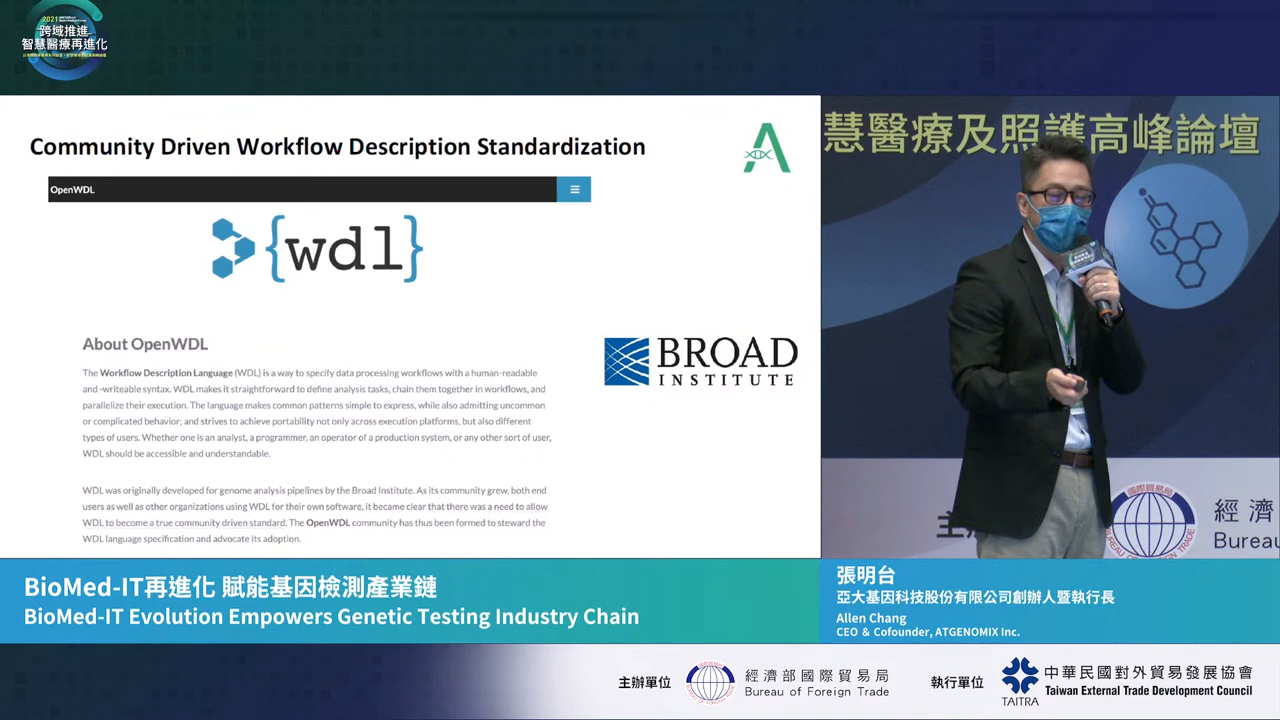 2021
跨域推進
智慧醫療再進化
Community Driven Workflow Description Standardization
OpenWDL
{wdl}
About OpenWDL
The Workflow Description Language (WDL) is a way to specify data processing workflows with a human-readable
and -writeable syntax. WDL makes it straightforward to define analysis tasks, chain them together in workflows, and
parallelize their execution. The language makes common patterns simple to express, while also admitting uncommon
or complicated behavior; and strives to achieve portability not only across execution platforms, but also different
types of users. Whether one is an analyst, a programmer, an operator of a production system, or any other sort of user,
WDL should be accessible and understandable.
WDL was originally developed for genome analysis pipelines by the Broad Institute. As its community grew, both end
users as well as other organizations using WDL for their own software, it became clear that there was a need to allow
WDL to become a true community driven standard. The OpenWDL community has thus been formed to steward the
WDL language specification and advocate its adoption.
BROAD
INSTITUTE
慧醫療及照護高峰論壇
主
國際貿易局
BUREAU OF FOREIGN TRADE
經濟
Bureau
BioMed-IT再進化 賦能基因檢測產業鏈
BioMed-IT Evolution Empowers Genetic Testing Industry Chain
張明台
亞大基因科技股份有限公司創辦人暨執行長
Allen Chang
CEO & Cofounder, ATGENOMIX Inc.
主辦單位
經濟部國際貿易局
Bureau of Foreign Trade
執行單位
TAITRA
中華民國對外貿易發展協會
Taiwan External Trade Development Council